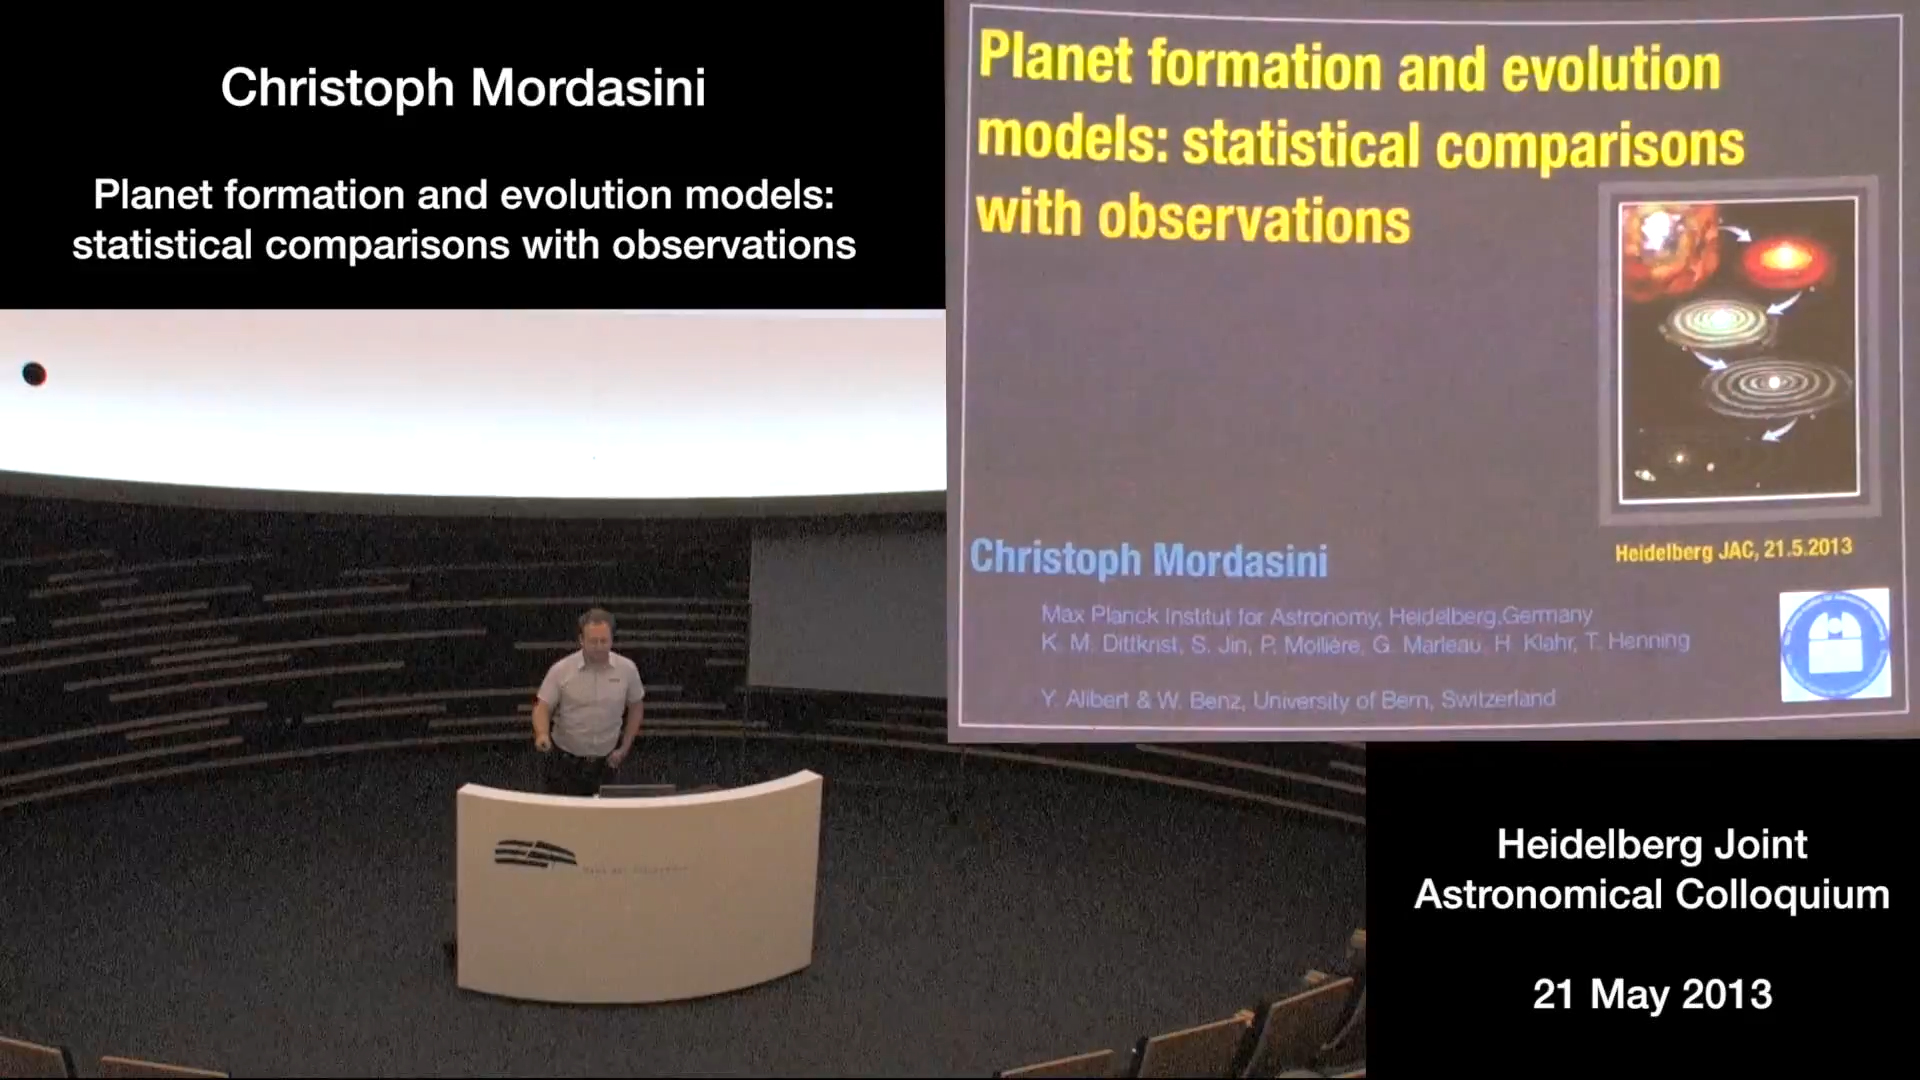 Christoph Mordasini
Planet formation and evolution models:
statistical comparisons with observations
Planet formation and evolution
models: statistical comparisons
with observations
Christoph Mordasini
Heidelberg JAC, 21.5.2013
Max Planck Institut for Astronomy, Heidelberg,Germany
K. M. Dittkrist, S. Jin, P. Mollière, G. Marleau, H. Klahr, T. Henning
Y. Alibert & W. Benz, University of Bern, Switzerland
Heidelberg Joint
Astronomical Colloquium
21 May 2013